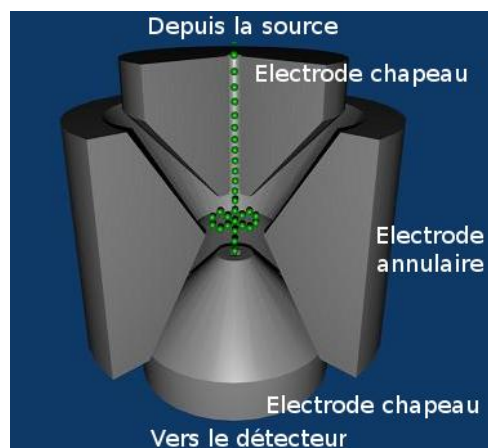 Depuis la source
Electrode chapeau
Electrode
annulaire
Electrode chapeau
Vers le détecteur